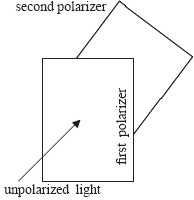 second polarizer
first polarizer
unpolarized light